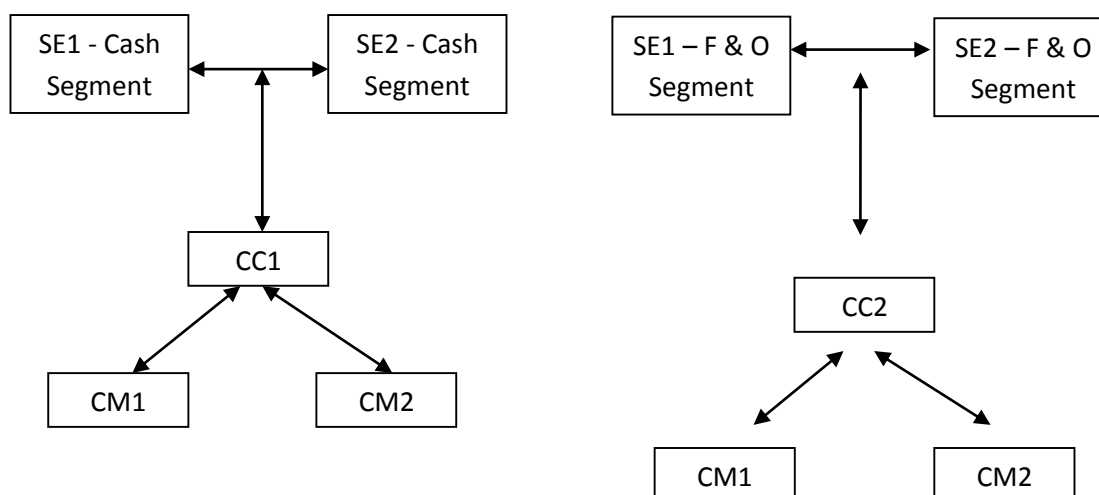 SE1 - Cash
Segment
SE2 - Cash
Segment
CC1
CM1
CM2
SE1 – F & O
Segment
SE2 – F & O
Segment
CC2
CM1
CM2